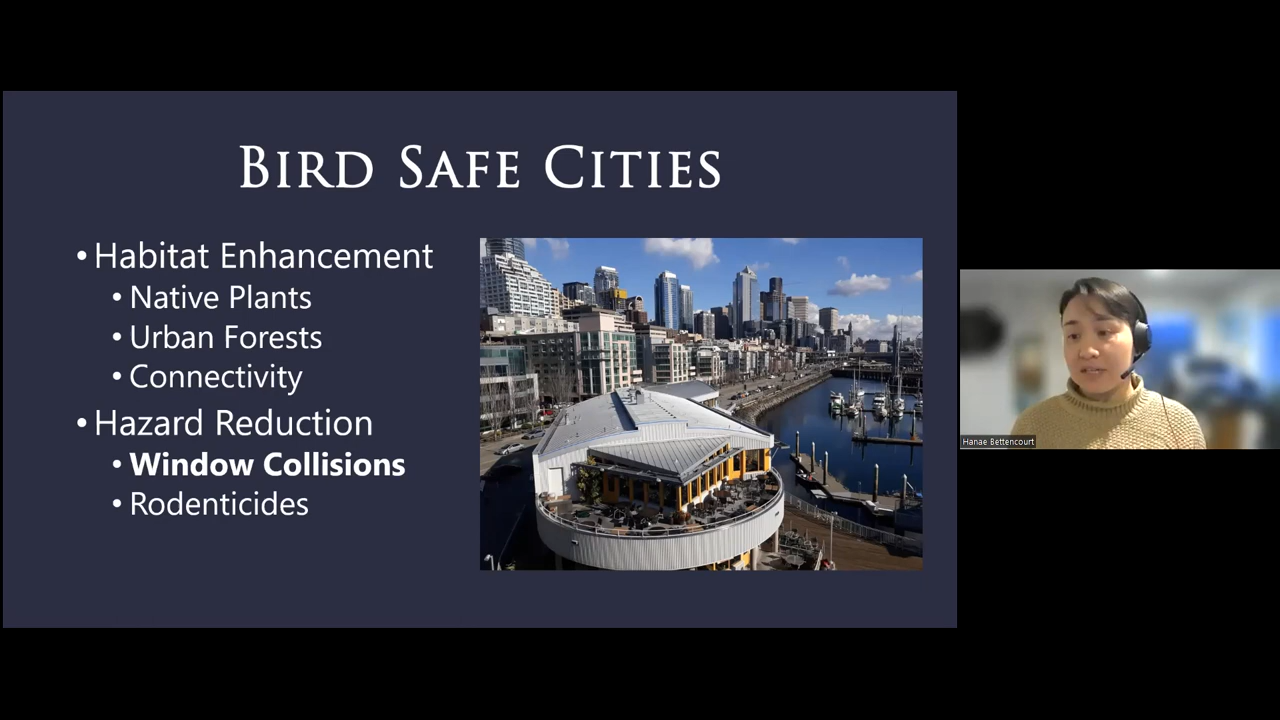 BIRD SAFE CITIES
• Habitat Enhancement
• Native Plants
• Urban Forests
• Connectivity
• Hazard Reduction
• Window Collisions
• Rodenticides
Hanae Bettencourt